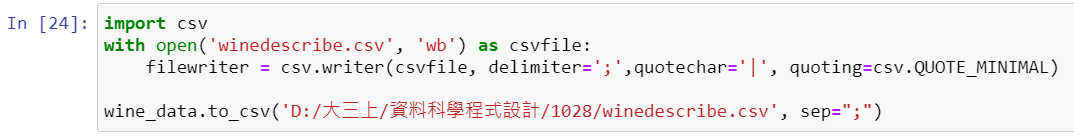 In [24]: import csv
with open('winedescribe.csv', 'wb') as csvfile:
    filewriter = csv.writer(csvfile, delimiter=';',quotechar='|', quoting=csv.QUOTE_MINIMAL)

wine_data.to_csv('D:/大三上/資料科學程式設計/1028/winedescribe.csv', sep=";")